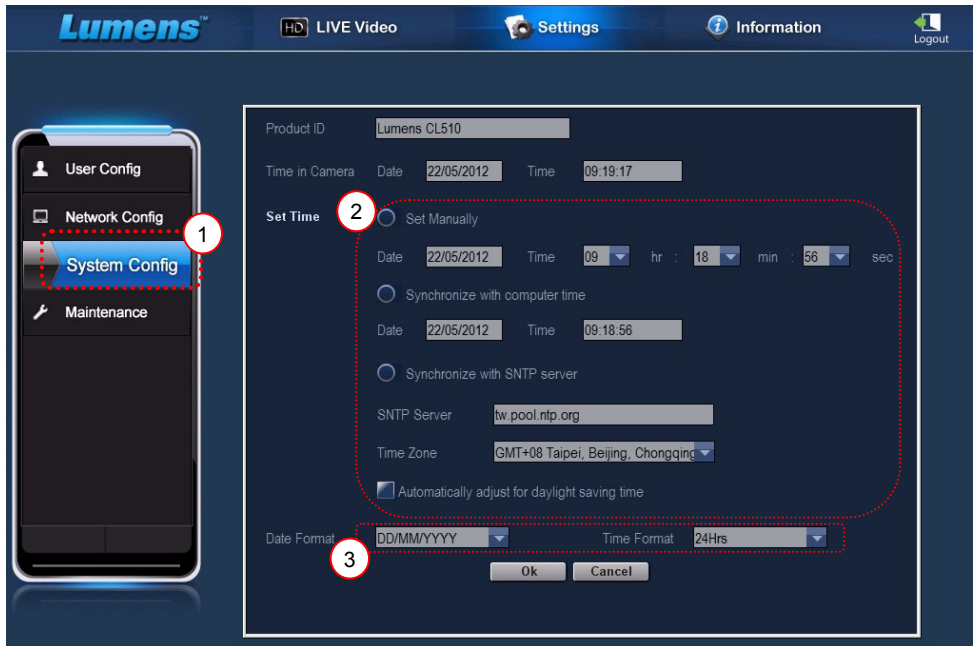 Lumens™
HD LIVE Video
Settings
Information
Logout
User Config
Network Config
1
System Config
Maintenance
Product ID Lumens CL510
Time in Camera Date 22/05/2012 Time 09:19:17
Set Time 2 Set Manually
Date 22/05/2012 Time 09 hr : 18 min : 56 sec
Synchronize with computer time
Date 22/05/2012 Time 09:18:56
Synchronize with SNTP server
SNTP Server tw.pool.ntp.org
Time Zone GMT+08 Taipei, Beijing, Chongqing
Automatically adjust for daylight saving time
Date Format DD/MM/YYYY Time Format 24Hrs
3
Ok Cancel